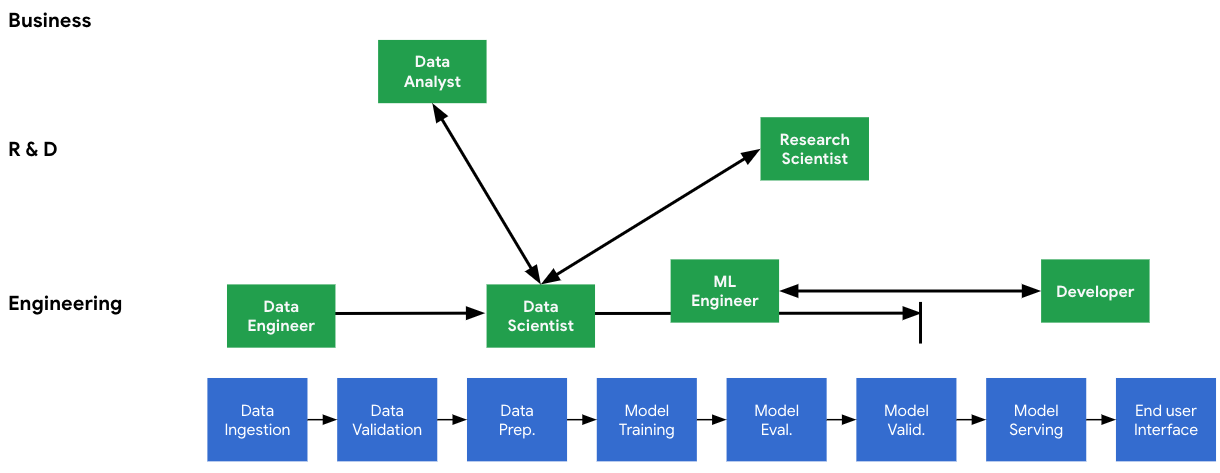 Business
Data
Analyst
R & D
Research
Scientist
Engineering
Data
Engineer
Data
Scientist
ML
Engineer
Developer
Data
Ingestion
Data
Validation
Data
Prep.
Model
Training
Model
Eval.
Model
Valid.
Model
Serving
End user
Interface